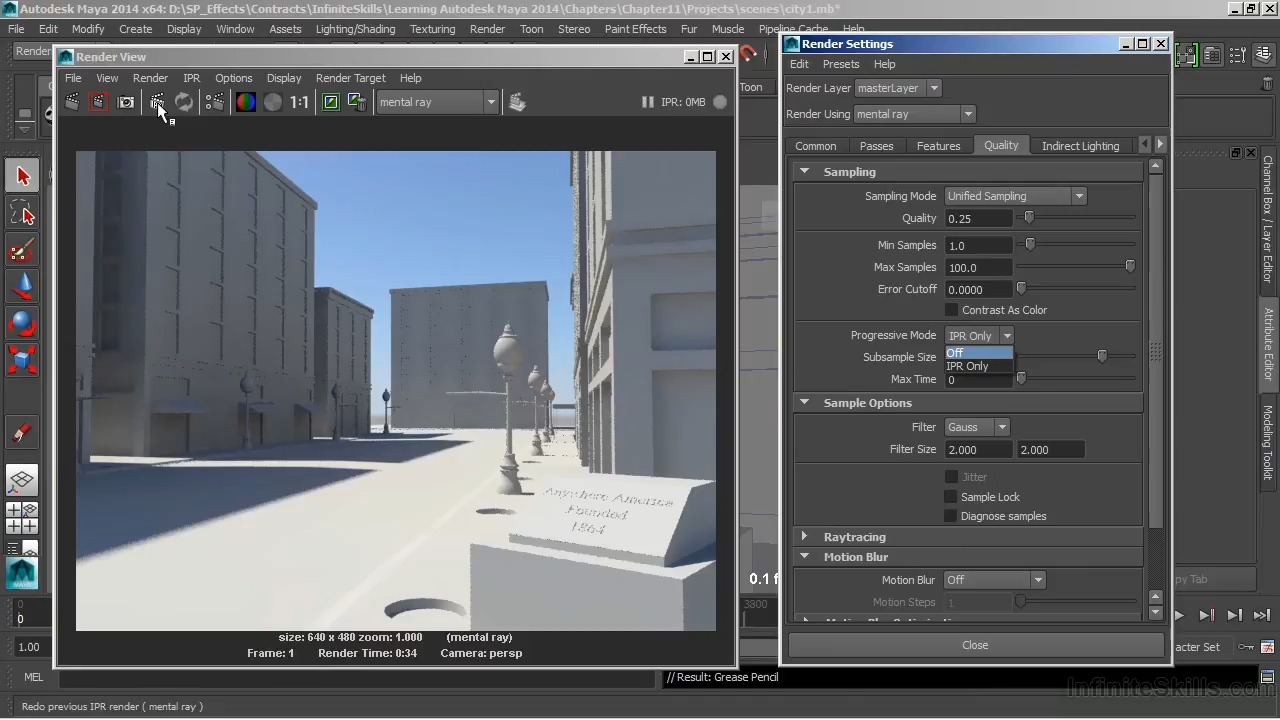 Autodesk Maya 2014 x64: D:\SP_Effects\Contracts\InfiniteSkills\Learning Autodesk Maya 2014\Chapters\Chapter11\Projects\scenes\city1.mb*
File Edit Modify Create Display Window Assets Lighting/Shading Texturing Render Toon Stereo Paint Effects Fur Muscle Pipeline Cache Help
Render View
File View Render IPR Options Display Render Target Help
mental ray
1:1
IPR: 0MB
Anywhere America
Founded
1864
size: 640 x 480 zoom: 1.000 (mental ray)
Frame: 1 Render Time: 0:34 Camera: persp
Render Settings
Edit Presets Help
Render Layer masterLayer
Render Using mental ray
Common Passes Features Quality Indirect Lighting
Sampling
Sampling Mode Unified Sampling
Quality 0.25
Min Samples 1.0
Max Samples 100.0
Error Cutoff 0.0000
Contrast As Color
Progressive Mode IPR Only
Off
IPR Only
Subsample Size
Max Time 0
Sample Options
Filter Gauss
Filter Size 2.000 2.000
Jitter
Sample Lock
Diagnose samples
Raytracing
Motion Blur
Motion Blur Off
Motion Steps 1
Close
Toon
Channel Box / Layer Editor
Attribute Editor
Modeling Toolkit
0.1 f
3800
py Tab
0
0
1.00
acter Set
MEL
// Result: Grease Pencil
Redo previous IPR render ( mental ray )
InfiniteSkills.com